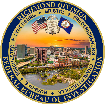 RICHMOND DIVISION
FEDERAL BUREAU OF INVESTIGATION